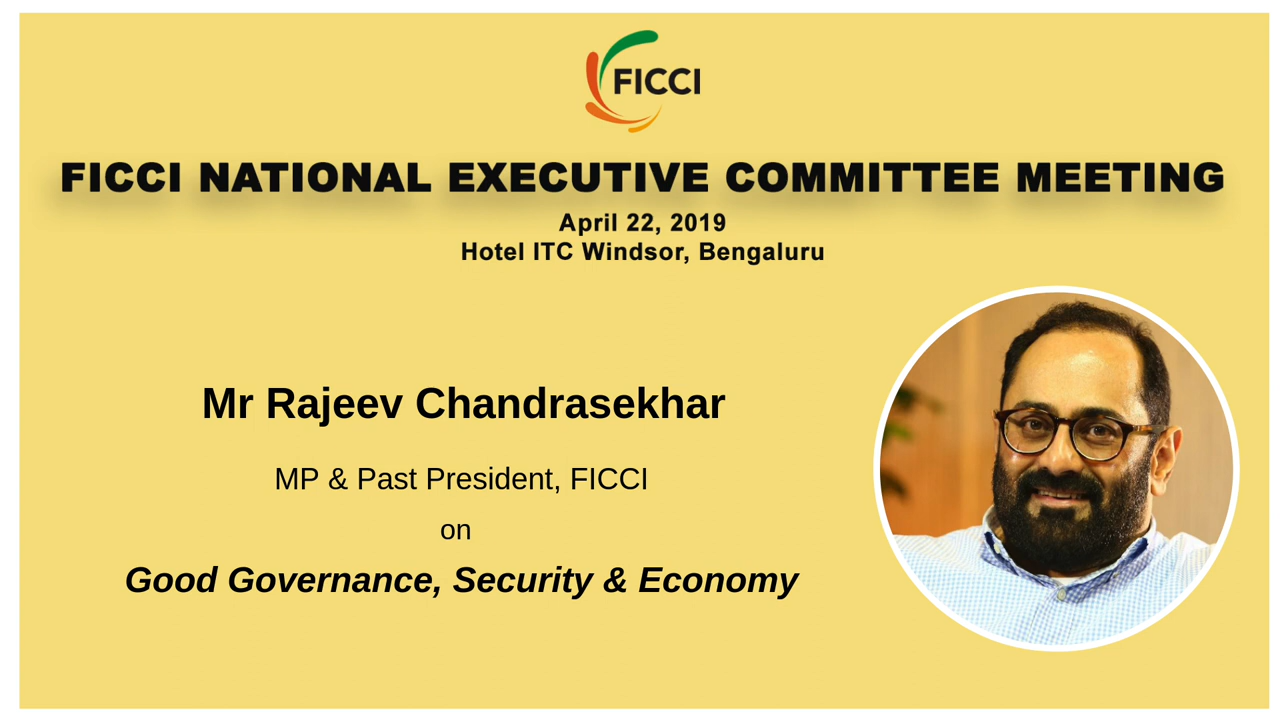 FICCI
FICCI NATIONAL EXECUTIVE COMMITTEE MEETING
April 22, 2019
Hotel ITC Windsor, Bengaluru
Mr Rajeev Chandrasekhar
MP & Past President, FICCI
on
Good Governance, Security & Economy